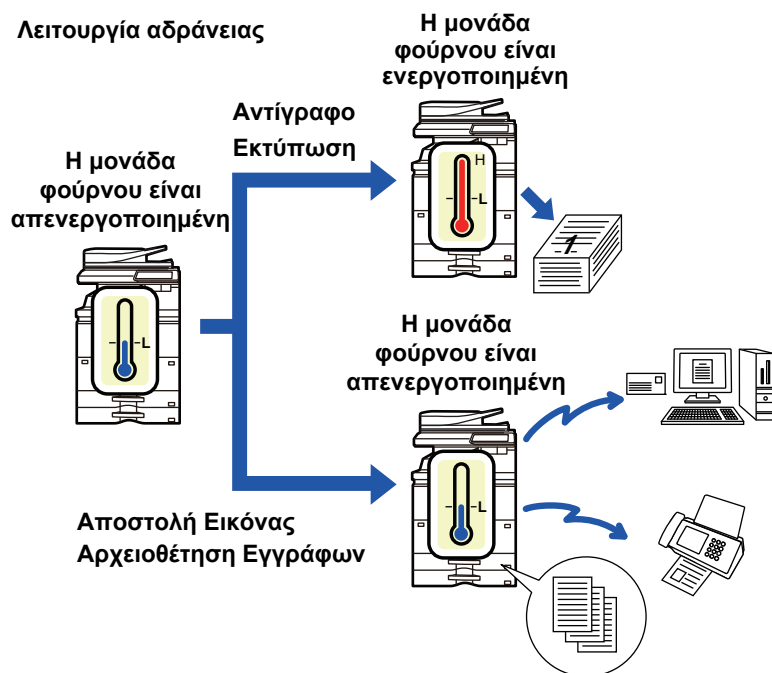 Λειτουργία αδράνειας
Η μονάδα
φούρνου είναι
απενεργοποιημένη
L
Αντίγραφο
Εκτύπωση
Η μονάδα
φούρνου είναι
ενεργοποιημένη
H
L
1
Αποστολή Εικόνας
Αρχειοθέτηση Εγγράφων
Η μονάδα
φούρνου είναι
απενεργοποιημένη
L